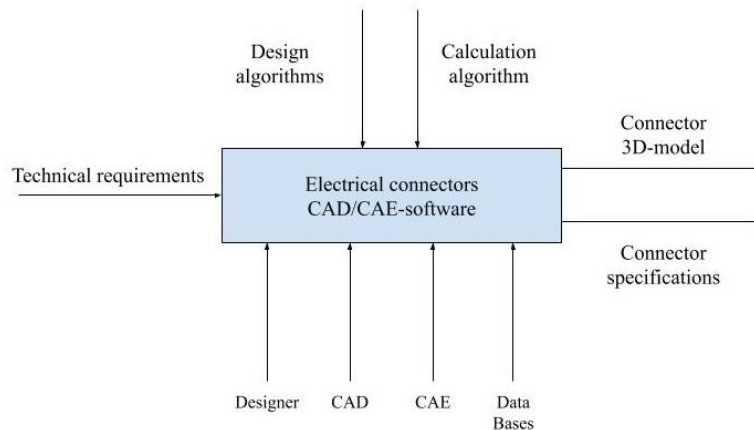 Design
algorithms
Calculation
algorithm
Connector
3D-model
Technical requirements
Electrical connectors
CAD/CAE-software
Connector
specifications
Designer
CAD
CAE
Data
Bases